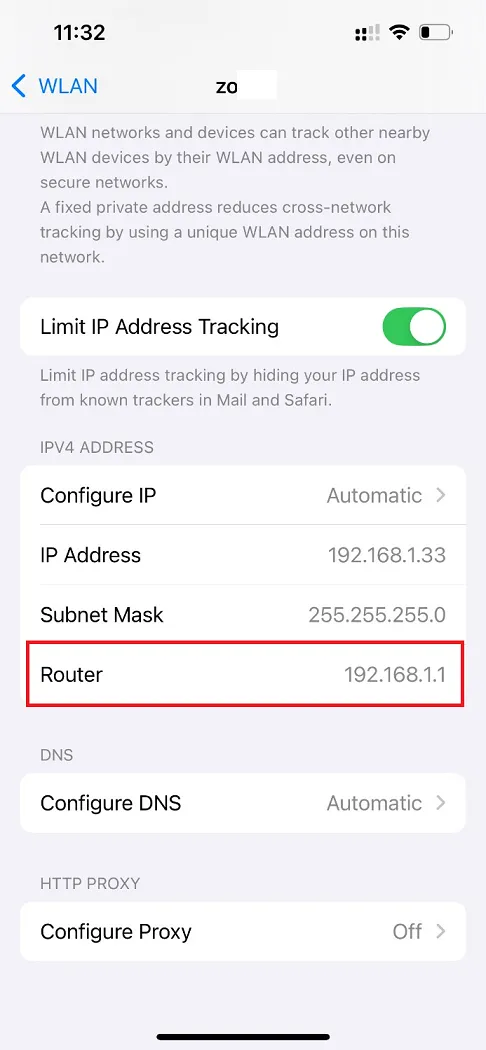 11:32
WLAN
zo
WLAN networks and devices can track other nearby
WLAN devices by their WLAN address, even on
secure networks.
A fixed private address reduces cross-network
tracking by using a unique WLAN address on this
network.
Limit IP Address Tracking
Limit IP address tracking by hiding your IP address
from known trackers in Mail and Safari.
IPV4 ADDRESS
Configure IP Automatic
IP Address 192.168.1.33
Subnet Mask 255.255.255.0
Router 192.168.1.1
DNS
Configure DNS Automatic
HTTP PROXY
Configure Proxy Off